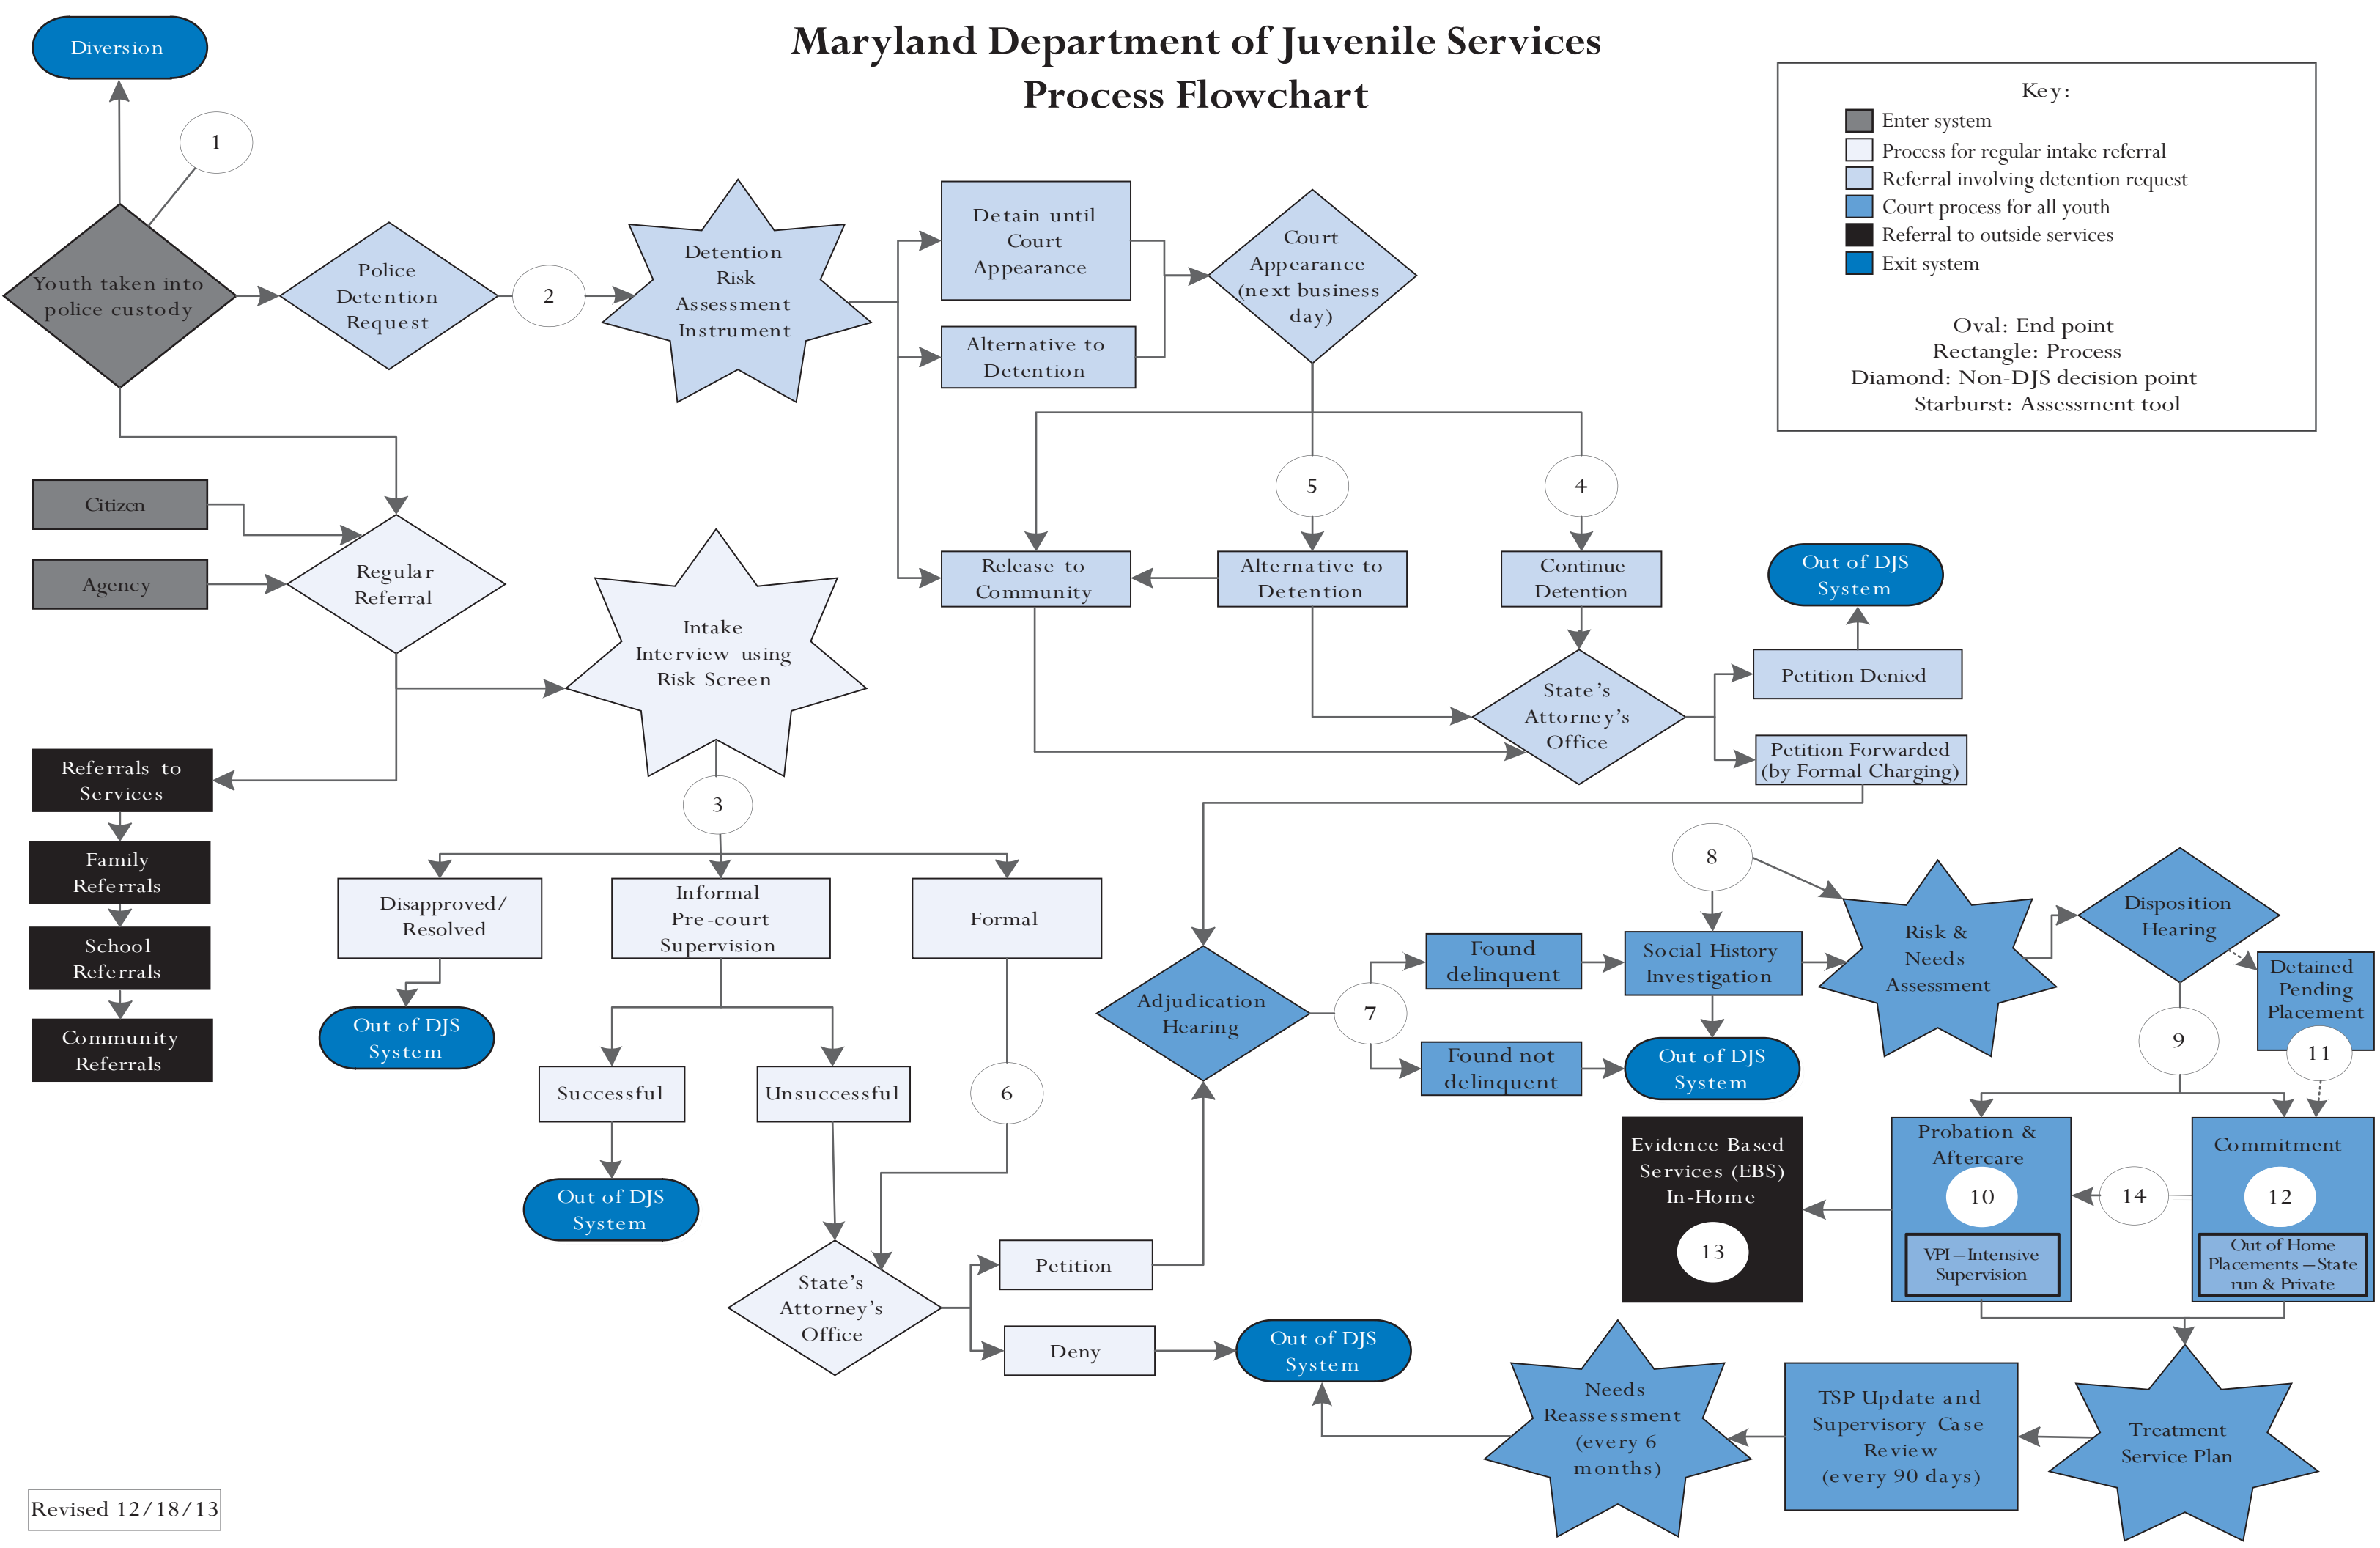 Maryland Department of Juvenile Services
Process Flowchart
Diversion
1
Youth taken into
police custody
Police
Detention
Request
2
Detention
Risk
Assessment
Instrument
Detain until
Court
Appearance
Alternative to
Detention
Court
Appearance
(next business
day)
Key:
Enter system
Process for regular intake referral
Referral involving detention request
Court process for all youth
Referral to outside services
Exit system
Oval: End point
Rectangle: Process
Diamond: Non-DJS decision point
Starburst: Assessment tool
Citizen
Agency
Regular
Referral
Intake
Interview using
Risk Screen
5
4
Release to
Community
Alternative to
Detention
Continue
Detention
Out of DJS
System
State's
Attorney's
Office
Petition Denied
Petition Forwarded
(by Formal Charging)
Referrals to
Services
Family
Referrals
School
Referrals
Community
Referrals
3
Disapproved/
Resolved
Informal
Pre-court
Supervision
Formal
Out of DJS
System
Successful
Unsuccessful
6
Out of DJS
System
State's
Attorney's
Office
Petition
Deny
Out of DJS
System
Adjudication
Hearing
7
Found
delinquent
Found not
delinquent
8
Social History
Investigation
Out of DJS
System
Risk &
Needs
Assessment
Disposition
Hearing
Detained
Pending
Placement
9
11
Evidence Based
Services (EBS)
In-Home
13
Probation &
Aftercare
10
VPI–Intensive
Supervision
14
Commitment
12
Out of Home
Placements –State
run & Private
Needs
Reassessment
(every 6
months)
TSP Update and
Supervisory Case
Review
(every 90 days)
Treatment
Service Plan
Revised 12/18/13